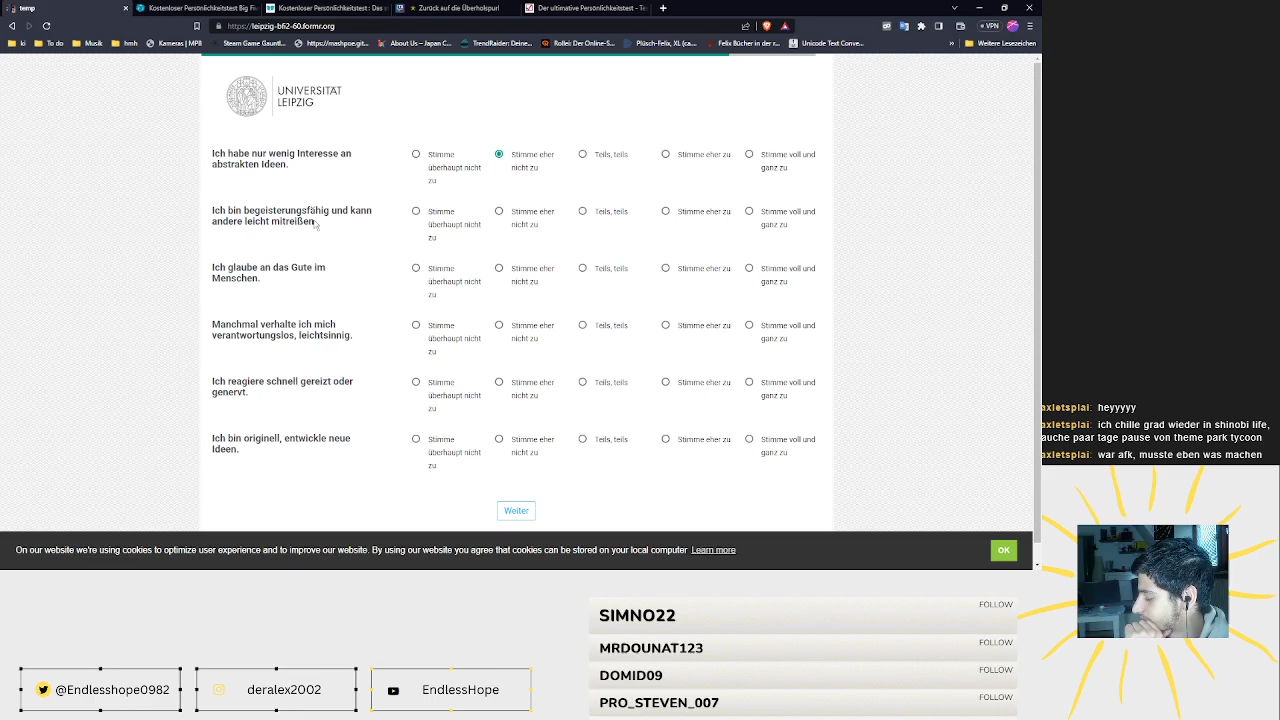 temp
Kostenloser Persönlichkeitstest Big Fiv
Kostenloser Persönlichkeitstest: Das
Zurück auf die Überholspur!
Der ultimative Persönlichkeitstest - Te
https://leipzig-bfi2-60.formr.org
VPN
ki
To do
Musik
hmh
Kameras | MPB
Steam Game Gauntl...
https://mashpoe.gith...
About Us – Japan C...
TrendRaider: Deine...
Rollei: Der Online-S...
Plüsch-Felix, XL (ca....
Felix Bücher in der r...
Unicode Text Conve...
»
Weitere Lesezeichen
UNIVERSITÄT
LEIPZIG
Ich habe nur wenig Interesse an
abstrakten Ideen.
Stimme
überhaupt nicht
zu
Stimme eher
nicht zu
Teils, teils
Stimme eher zu
Stimme voll und
ganz zu
Ich bin begeisterungsfähig und kann
andere leicht mitreißen.
Stimme
überhaupt nicht
zu
Stimme eher
nicht zu
Teils, teils
Stimme eher zu
Stimme voll und
ganz zu
Ich glaube an das Gute im
Menschen.
Stimme
überhaupt nicht
zu
Stimme eher
nicht zu
Teils, teils
Stimme eher zu
Stimme voll und
ganz zu
Manchmal verhalte ich mich
verantwortungslos, leichtsinnig.
Stimme
überhaupt nicht
zu
Stimme eher
nicht zu
Teils, teils
Stimme eher zu
Stimme voll und
ganz zu
Ich reagiere schnell gereizt oder
genervt.
Stimme
überhaupt nicht
zu
Stimme eher
nicht zu
Teils, teils
Stimme eher zu
Stimme voll und
ganz zu
Ich bin originell, entwickle neue
Ideen.
Stimme
überhaupt nicht
zu
Stimme eher
nicht zu
Teils, teils
Stimme eher zu
Stimme voll und
ganz zu
Weiter
On our website we're using cookies to optimize user experience and to improve our website. By using our website you agree that cookies can be stored on your local computer Learn more
OK
axletsplai: heyyyyy
axletsplai: ich chille grad wieder in shinobi life,
auche paar tage pause von theme park tycoon
axletsplai: war afk, musste eben was machen
@Endlesshope0982
deralex2002
EndlessHope
SIMNO22
FOLLOW
MRDOUNAT123
FOLLOW
DOMID09
FOLLOW
PRO_STEVEN_007
FOLLOW